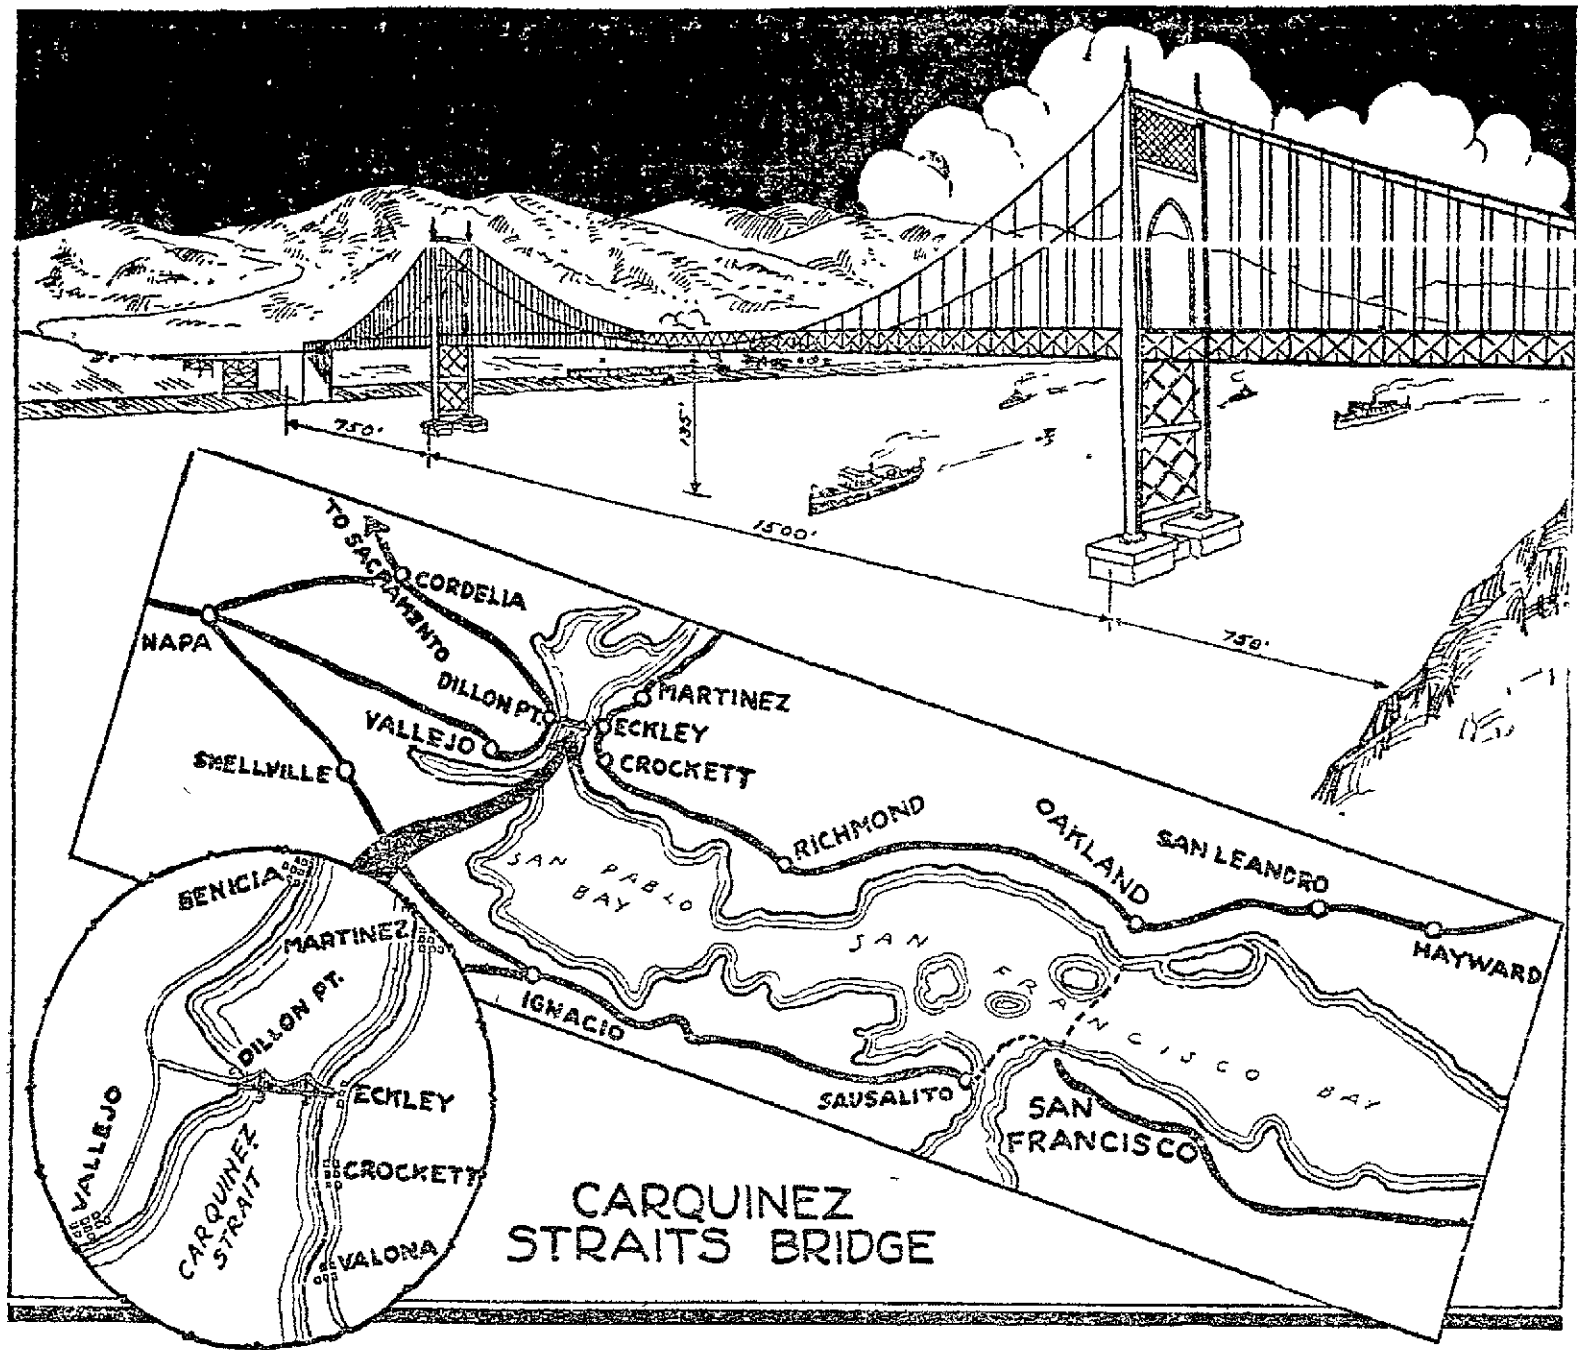 750'
135'
1500'
750'
TO SACRAMENTO
CORDELIA
NAPA
DILLON PT.
MARTINEZ
VALLEJO
ECKLEY
SHELLVILLE
CROCKETT
RICHMOND
OAKLAND
SAN LEANDRO
HAYWARD
SAN PABLO
BAY
SAN FRANCISCO BAY
IGNACIO
SAUSALITO
SAN
FRANCISCO
BENICIA
MARTINEZ
DILLON PT.
ECKLEY
VALLEJO
CARQUINEZ
STRAIT
CROCKETT
VALONA
CARQUINEZ
STRAITS BRIDGE